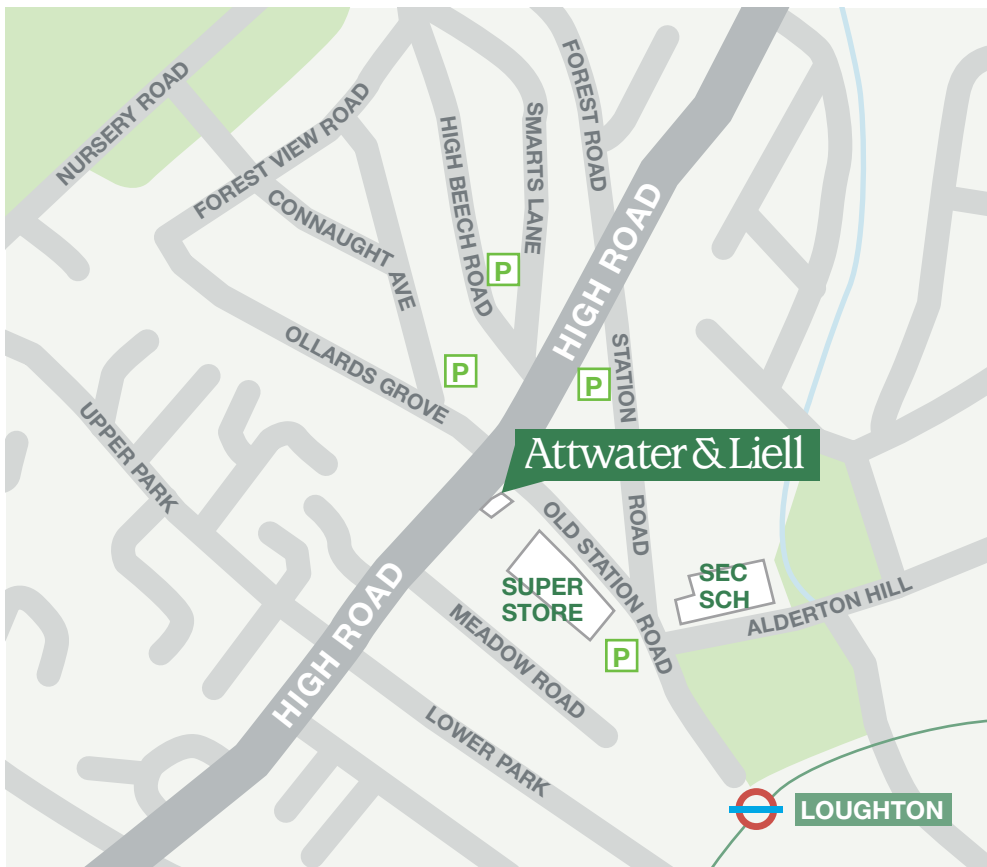 NURSERY ROAD
FOREST VIEW ROAD
CONNAUGHT AVE
HIGH BEECH ROAD
SMARTS LANE
FOREST ROAD
HIGH ROAD
P
P
P
OLLARDS GROVE
STATION ROAD
UPPER PARK
Attwater & Liell
OLD STATION ROAD
SUPER
STORE
SEC
SCH
ALDERTON HILL
HIGH ROAD
MEADOW ROAD
P
LOWER PARK
LOUGHTON